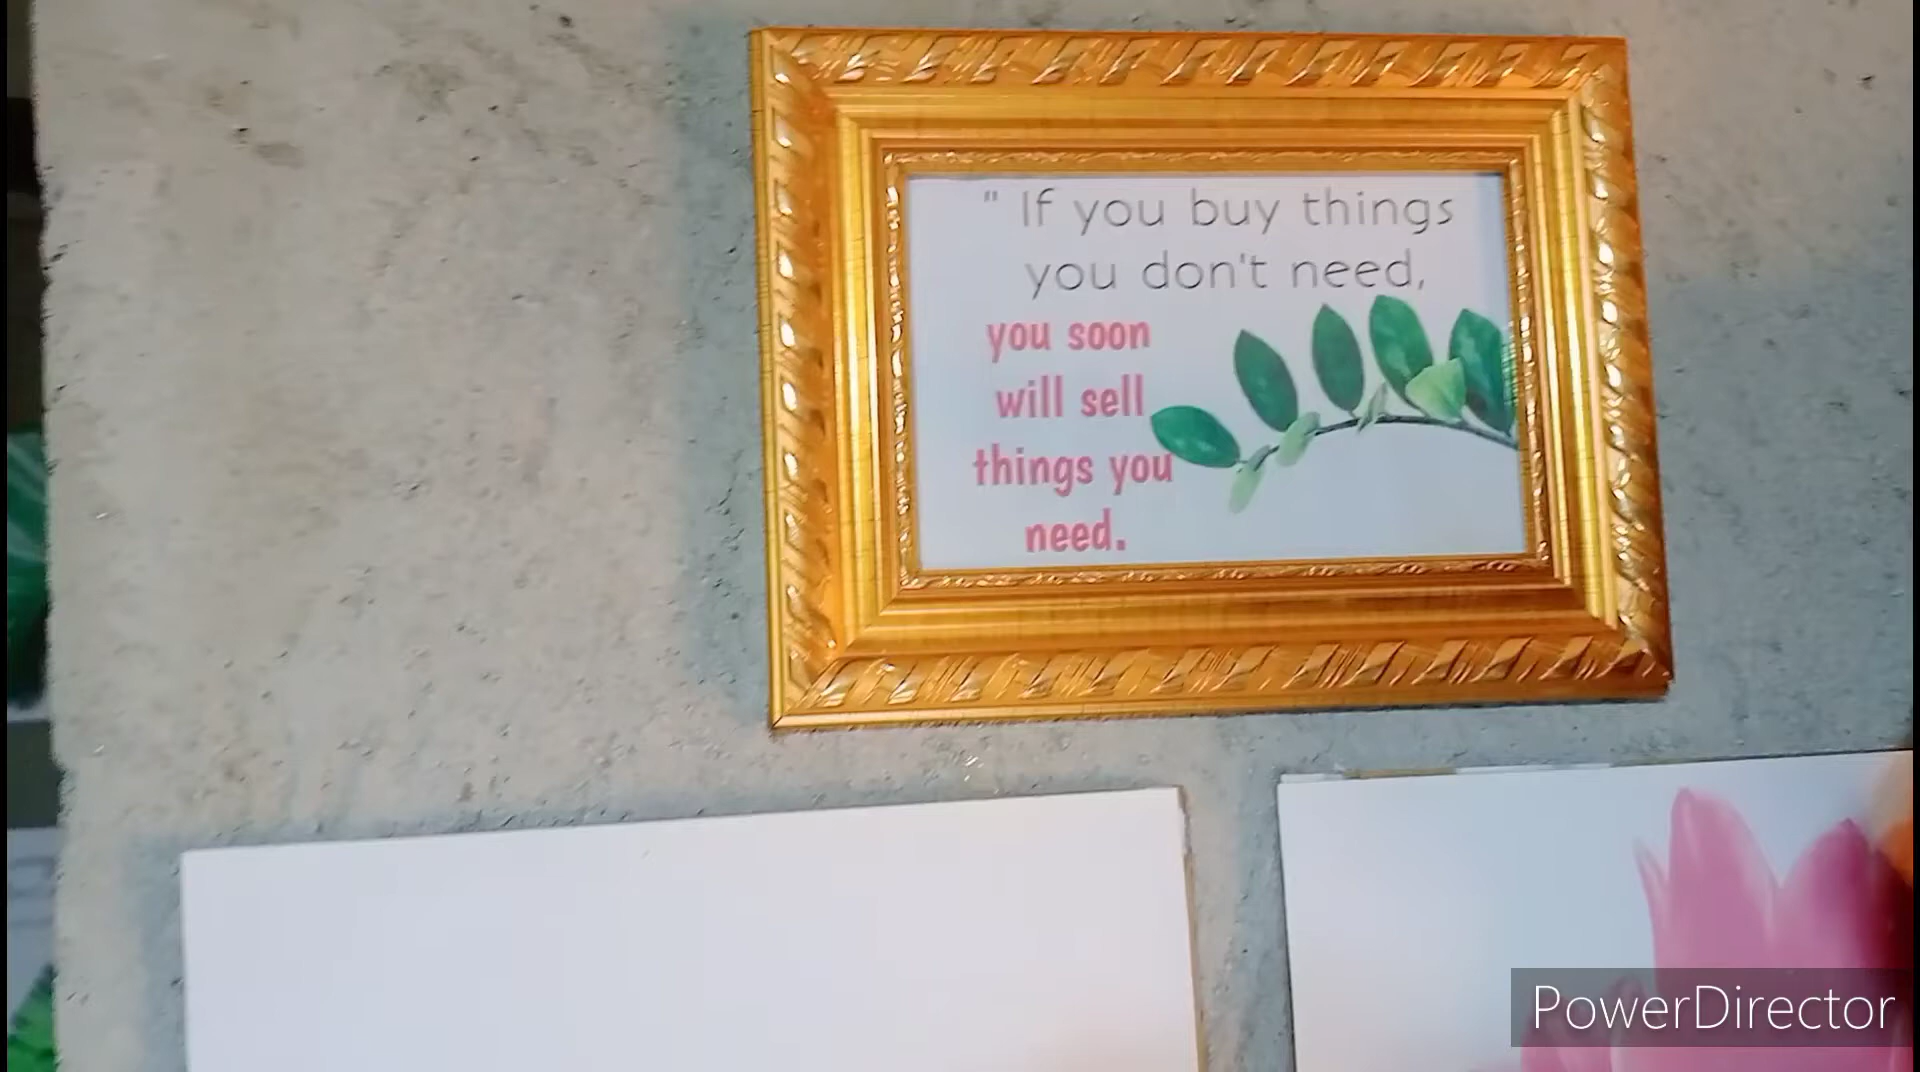 " If you buy things
you don't need,
you soon
will sell
things you
need.
PowerDirector